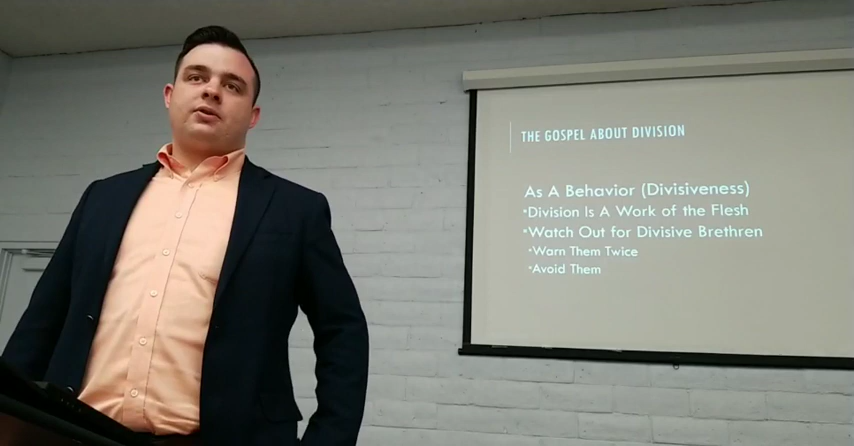 THE GOSPEL ABOUT DIVISION
As A Behavior (Divisiveness)
•Division Is A Work of the Flesh
•Watch Out for Divisive Brethren
•Warn Them Twice
•Avoid Them